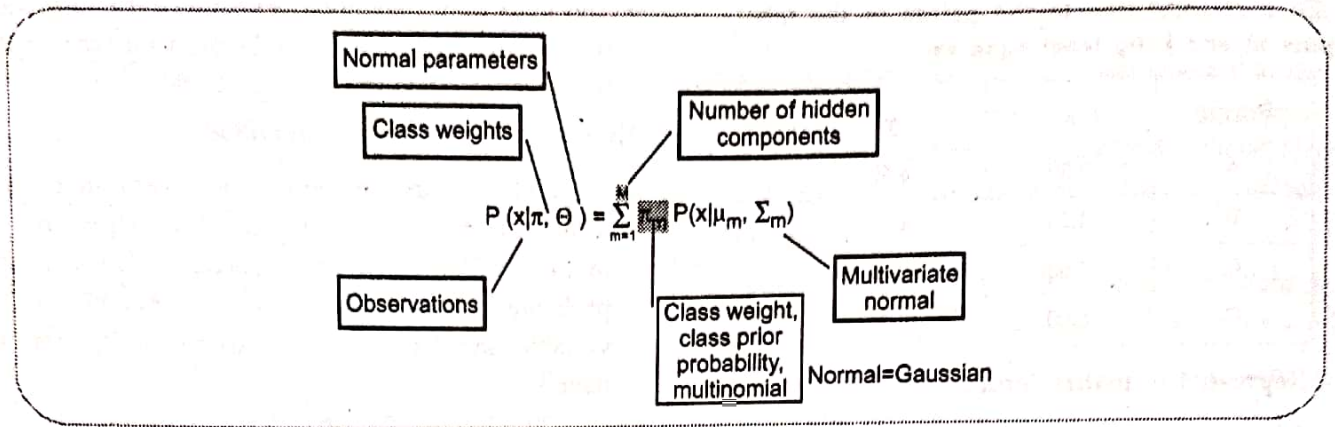 Normal parameters
Class weights
Number of hidden
components
M
P (x|π, Θ ) = Σ πm P(x|μm, Σm)
m=1
Observations
Multivariate
normal
Class weight,
class prior
probability,
multinomial
Normal=Gaussian